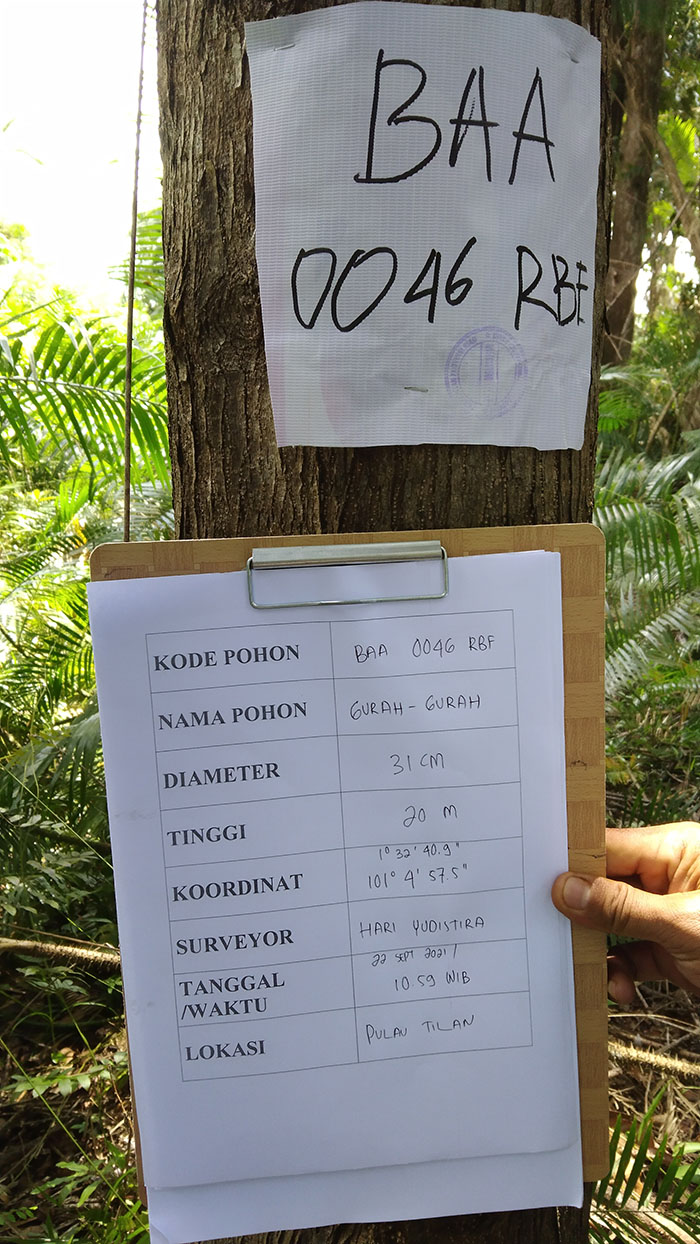 BAA
0046 RBF
KODE POHON BAA 0046 RBF
NAMA POHON GURAH - GURAH
DIAMETER 31 CM
TINGGI 20 M
KOORDINAT 1° 32' 40.9"
101° 4' 57.5"
SURVEYOR HARI YUDISTIRA
TANGGAL 22 SEPT 2021 /
/WAKTU 10.59 WIB
LOKASI PULAU TILAN